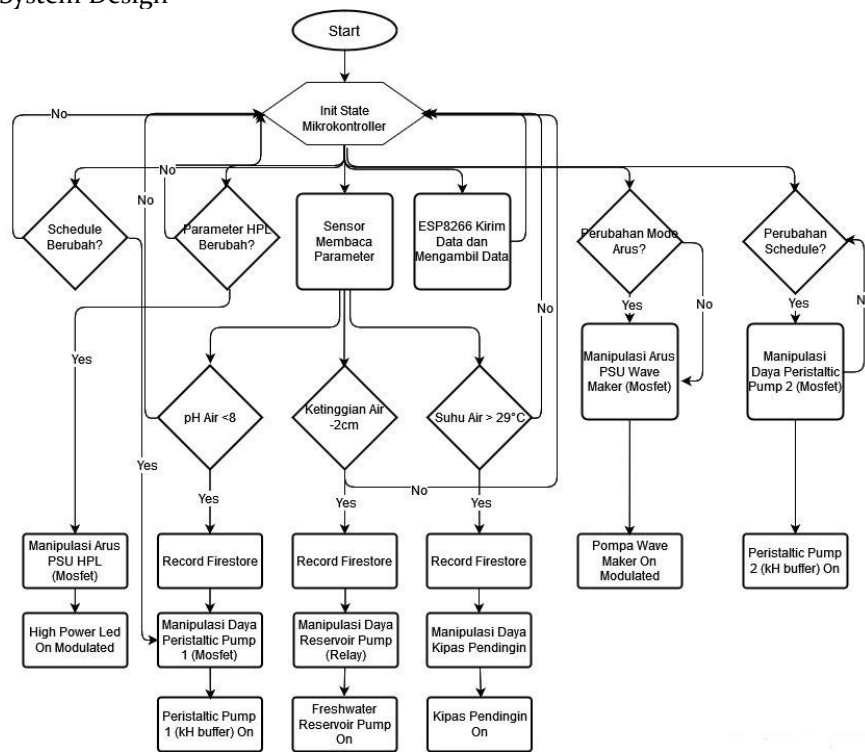 System Design
Start
Init State
Mikrokontroller
No
No
No
Schedule
Berubah?
Parameter HPL
Berubah?
Sensor
Membaca
Parameter
ESP8266 Kirim
Data dan
Mengambil Data
Perubahan Mode
Arus?
Perubahan
Schedule?
Yes
No
Yes
No
Yes
Manipulasi Arus
PSU Wave
Maker (Mosfet)
Manipulasi
Daya Peristaltic
Pump 2 (Mosfet)
pH Air <8
Ketinggian Air
-2cm
Suhu Air > 29°C
Yes
No
Yes
Yes
Yes
Manipulasi Arus
PSU HPL
(Mosfet)
Record Firestore
Record Firestore
Record Firestore
Pompa Wave
Maker On
Modulated
Peristaltic Pump
2 (kH buffer) On
High Power Led
On Modulated
Manipulasi Daya
Peristaltic Pump
1 (Mosfet)
Manipulasi Daya
Reservoir Pump
(Relay)
Manipulasi Daya
Kipas Pendingin
Peristaltic Pump
1 (kH buffer) On
Freshwater
Reservoir Pump
On
Kipas Pendingin
On